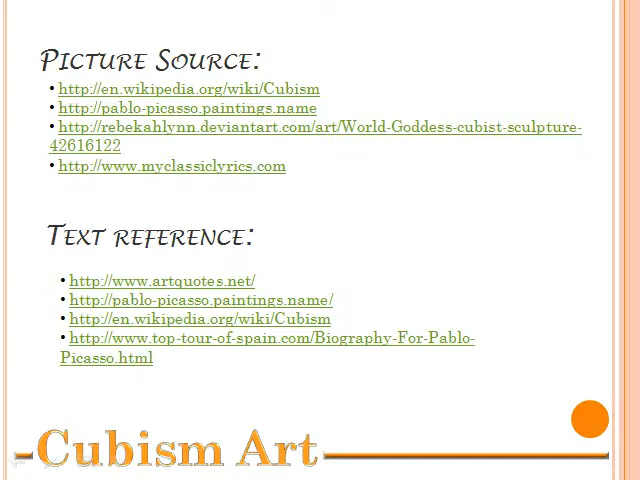 Picture Source:
• http://en.wikipedia.org/wiki/Cubism
• http://pablo-picasso.paintings.name
• http://rebekahlynn.deviantart.com/art/World-Goddess-cubist-sculpture-
42616122
• http://www.myclassiclyrics.com
Text reference:
• http://www.artquotes.net/
• http://pablo-picasso.paintings.name/
• http://en.wikipedia.org/wiki/Cubism
• http://www.top-tour-of-spain.com/Biography-For-Pablo-
Picasso.html
Cubism Art